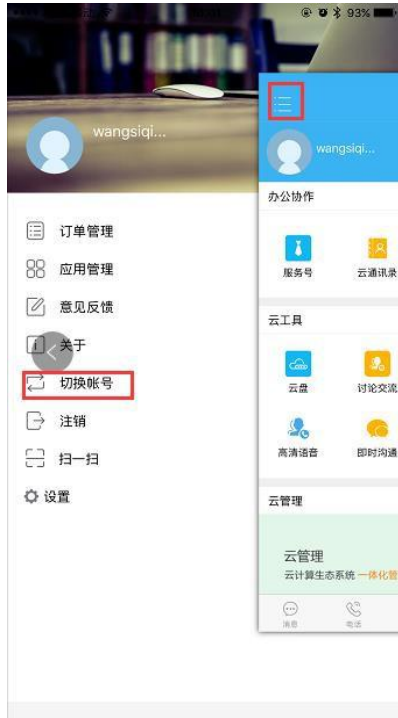 93%
wangsiqi...
订单管理
应用管理
意见反馈
关于
切换帐号
注销
扫一扫
设置
wangsiqi...
办公协作
服务号
云通讯录
云工具
云盘
讨论交流
高清语音
即时沟通
云管理
云管理
云计算生态系统 一体化管
消息
电话